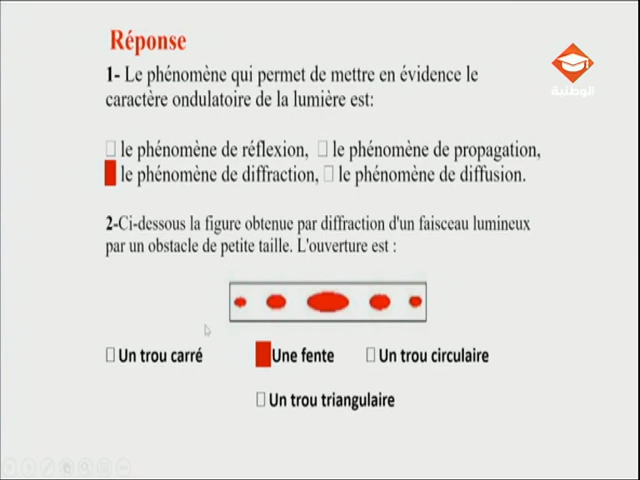 Réponse
الوطنية
1- Le phénomène qui permet de mettre en évidence le
caractère ondulatoire de la lumière est:
le phénomène de réflexion, le phénomène de propagation,
le phénomène de diffraction, le phénomène de diffusion.
2-Ci-dessous la figure obtenue par diffraction d'un faisceau lumineux
par un obstacle de petite taille. L'ouverture est :
Un trou carré Une fente Un trou circulaire
Un trou triangulaire